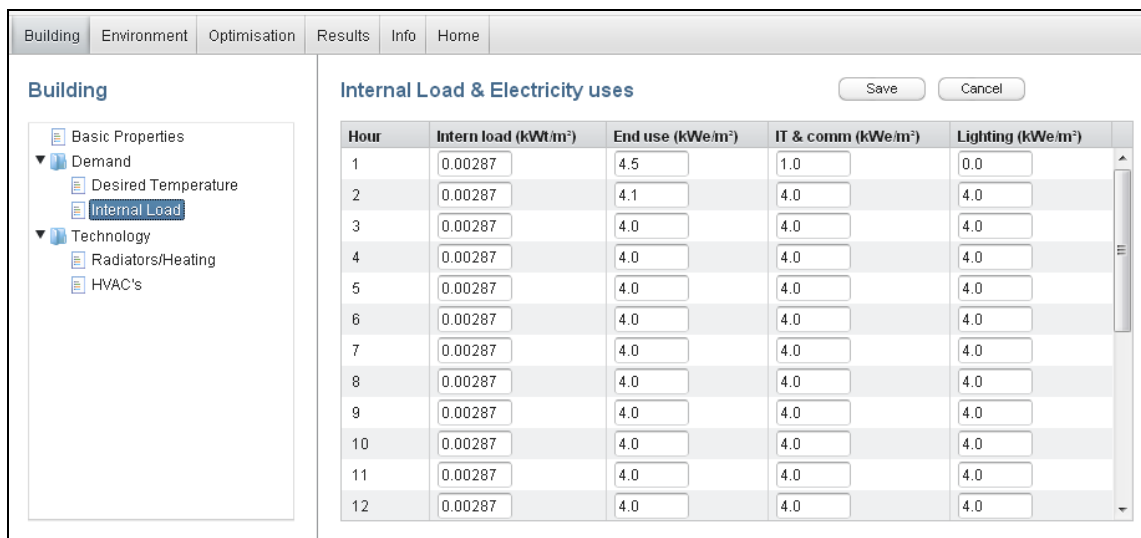 Building Environment Optimisation Results Info Home
Building
Basic Properties
Demand
Desired Temperature
Internal Load
Technology
Radiators/Heating
HVAC's
Internal Load & Electricity uses Save Cancel
Hour Intern load (kWt/m²) End use (kWe/m²) IT & comm (kWe/m²) Lighting (kWe/m²)
1 0.00287 4.5 1.0 0.0
2 0.00287 4.1 4.0 4.0
3 0.00287 4.0 4.0 4.0
4 0.00287 4.0 4.0 4.0
5 0.00287 4.0 4.0 4.0
6 0.00287 4.0 4.0 4.0
7 0.00287 4.0 4.0 4.0
8 0.00287 4.0 4.0 4.0
9 0.00287 4.0 4.0 4.0
10 0.00287 4.0 4.0 4.0
11 0.00287 4.0 4.0 4.0
12 0.00287 4.0 4.0 4.0